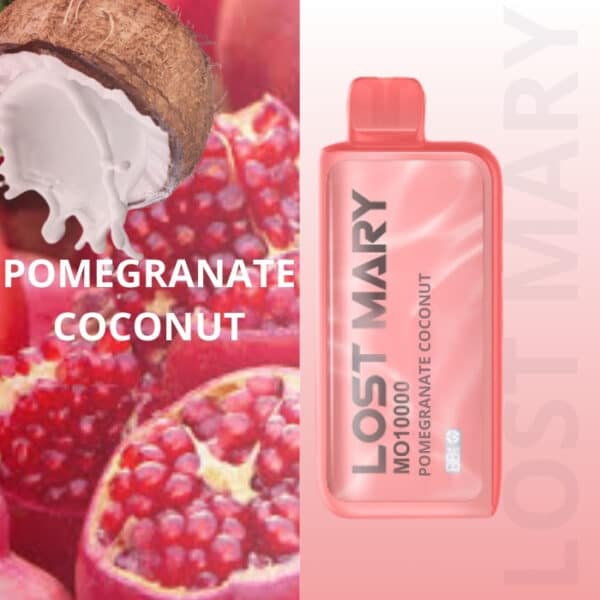 POMEGRANATE
COCONUT
LOST MARY
MO10000
POMEGRANATE COCONUT
LOST MARY